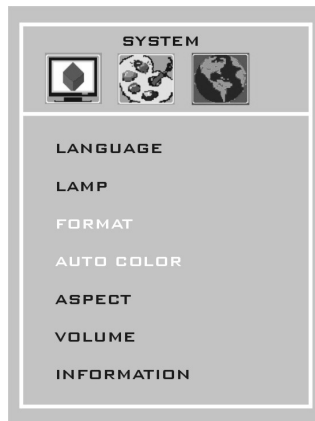 SYSTEM
LANGUAGE
LAMP
FORMAT
AUTO COLOR
ASPECT
VOLUME
INFORMATION